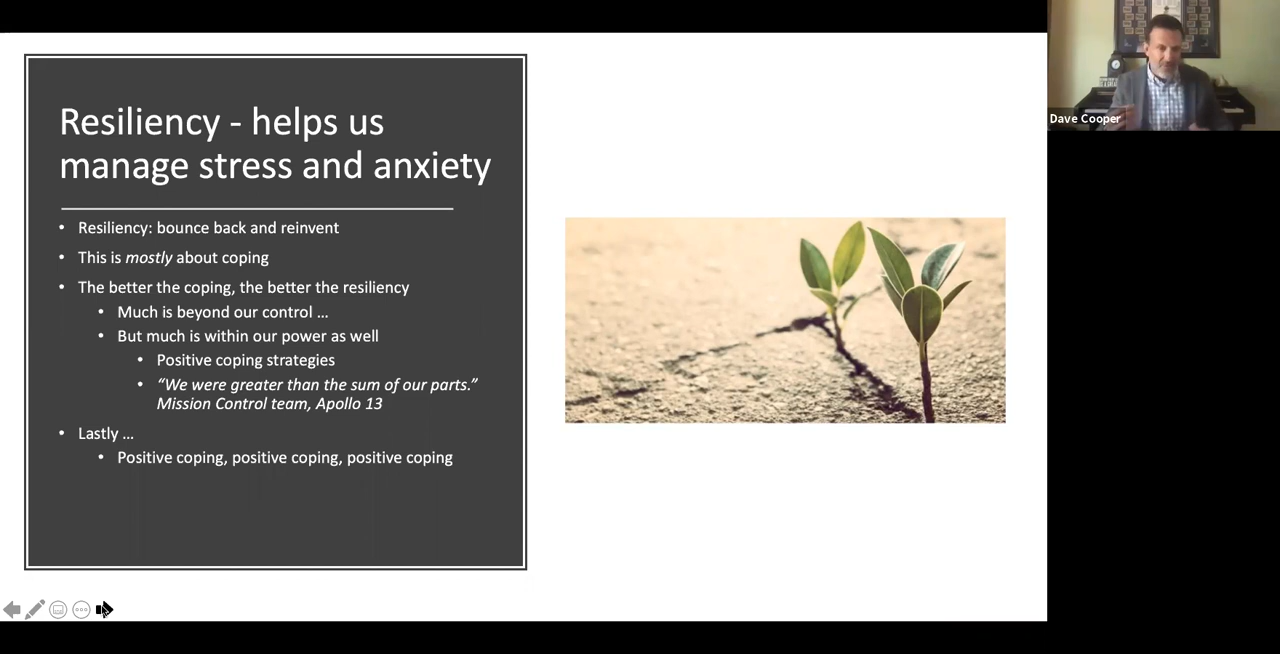 Resiliency - helps us
manage stress and anxiety
• Resiliency: bounce back and reinvent
• This is mostly about coping
• The better the coping, the better the resiliency
• Much is beyond our control …
• But much is within our power as well
• Positive coping strategies
• “We were greater than the sum of our parts.”
Mission Control team, Apollo 13
• Lastly …
• Positive coping, positive coping, positive coping
Dave Cooper